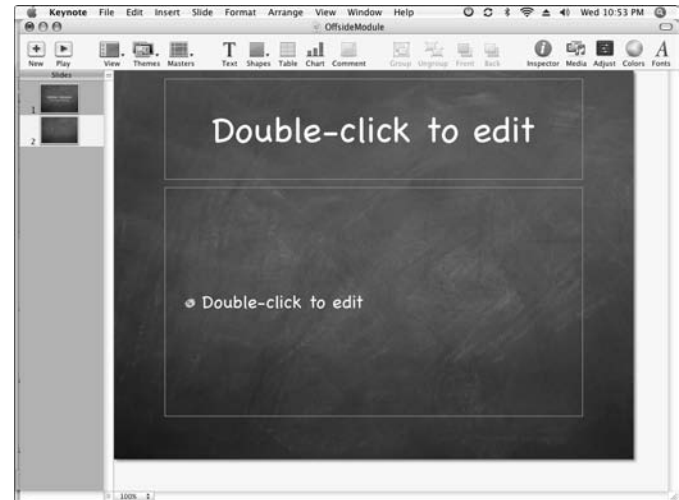 Keynote File Edit Insert Slide Format Arrange View Window Help Wed 10:53 PM
OffsideModule
New Play View Themes Masters Text Shapes Table Chart Comment Group Ungroup Front Back Inspector Media Adjust Colors Fonts
Slides
1
2
Double-click to edit
Double-click to edit
100%